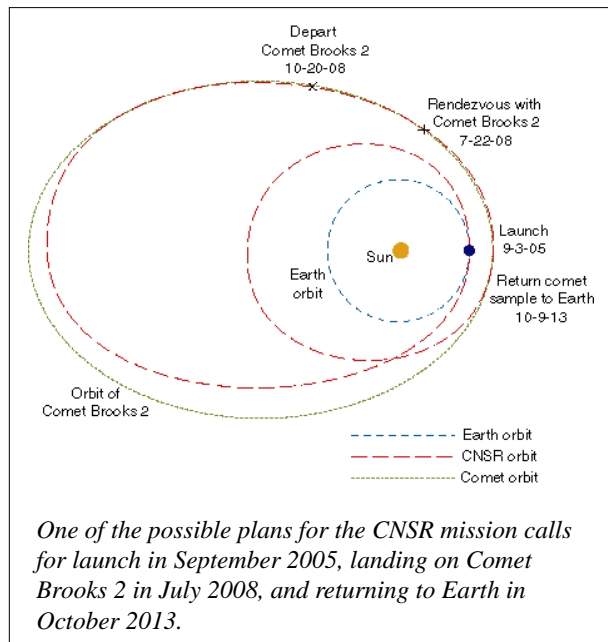 Depart
Comet Brooks 2
10-20-08
Rendezvous with
Comet Brooks 2
7-22-08
Launch
9-3-05
Sun
Earth
orbit
Return comet
sample to Earth
10-9-13
Orbit of
Comet Brooks 2
Earth orbit
CNSR orbit
Comet orbit
One of the possible plans for the CNSR mission calls
for launch in September 2005, landing on Comet
Brooks 2 in July 2008, and returning to Earth in
October 2013.